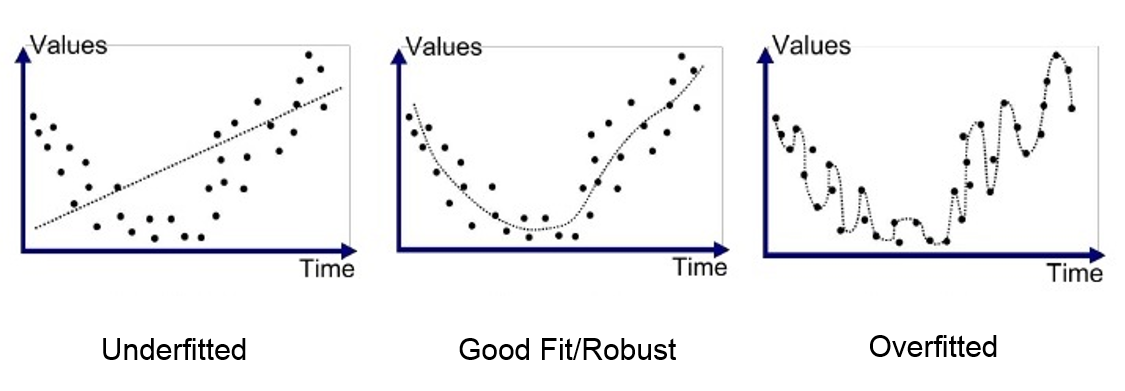 Values
Time
Underfitted
Values
Time
Good Fit/Robust
Values
Time
Overfitted